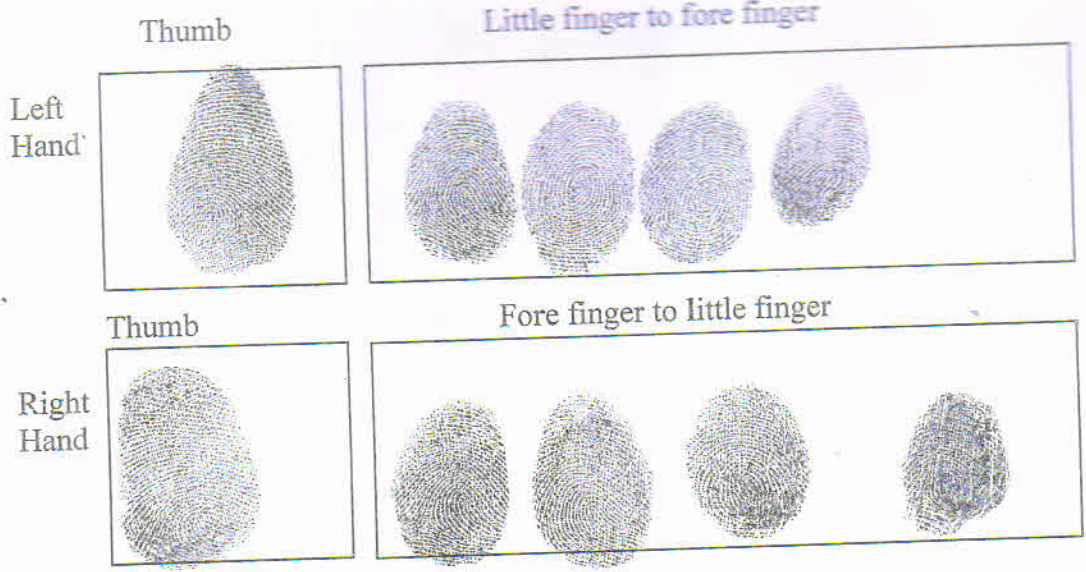 Thumb
Little finger to fore finger
Left
Hand
Thumb
Fore finger to little finger
Right
Hand